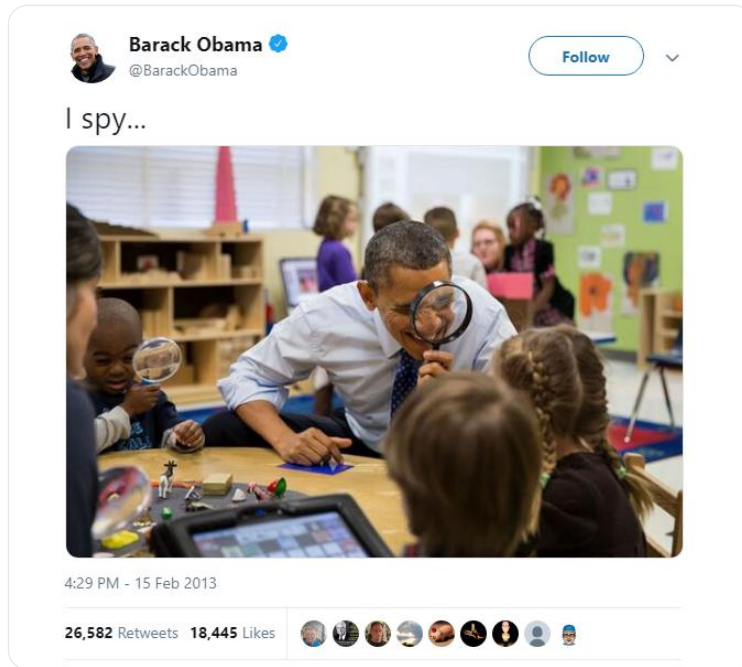 Barack Obama
@BarackObama
Follow
I spy...
4:29 PM - 15 Feb 2013
26,582 Retweets 18,445 Likes